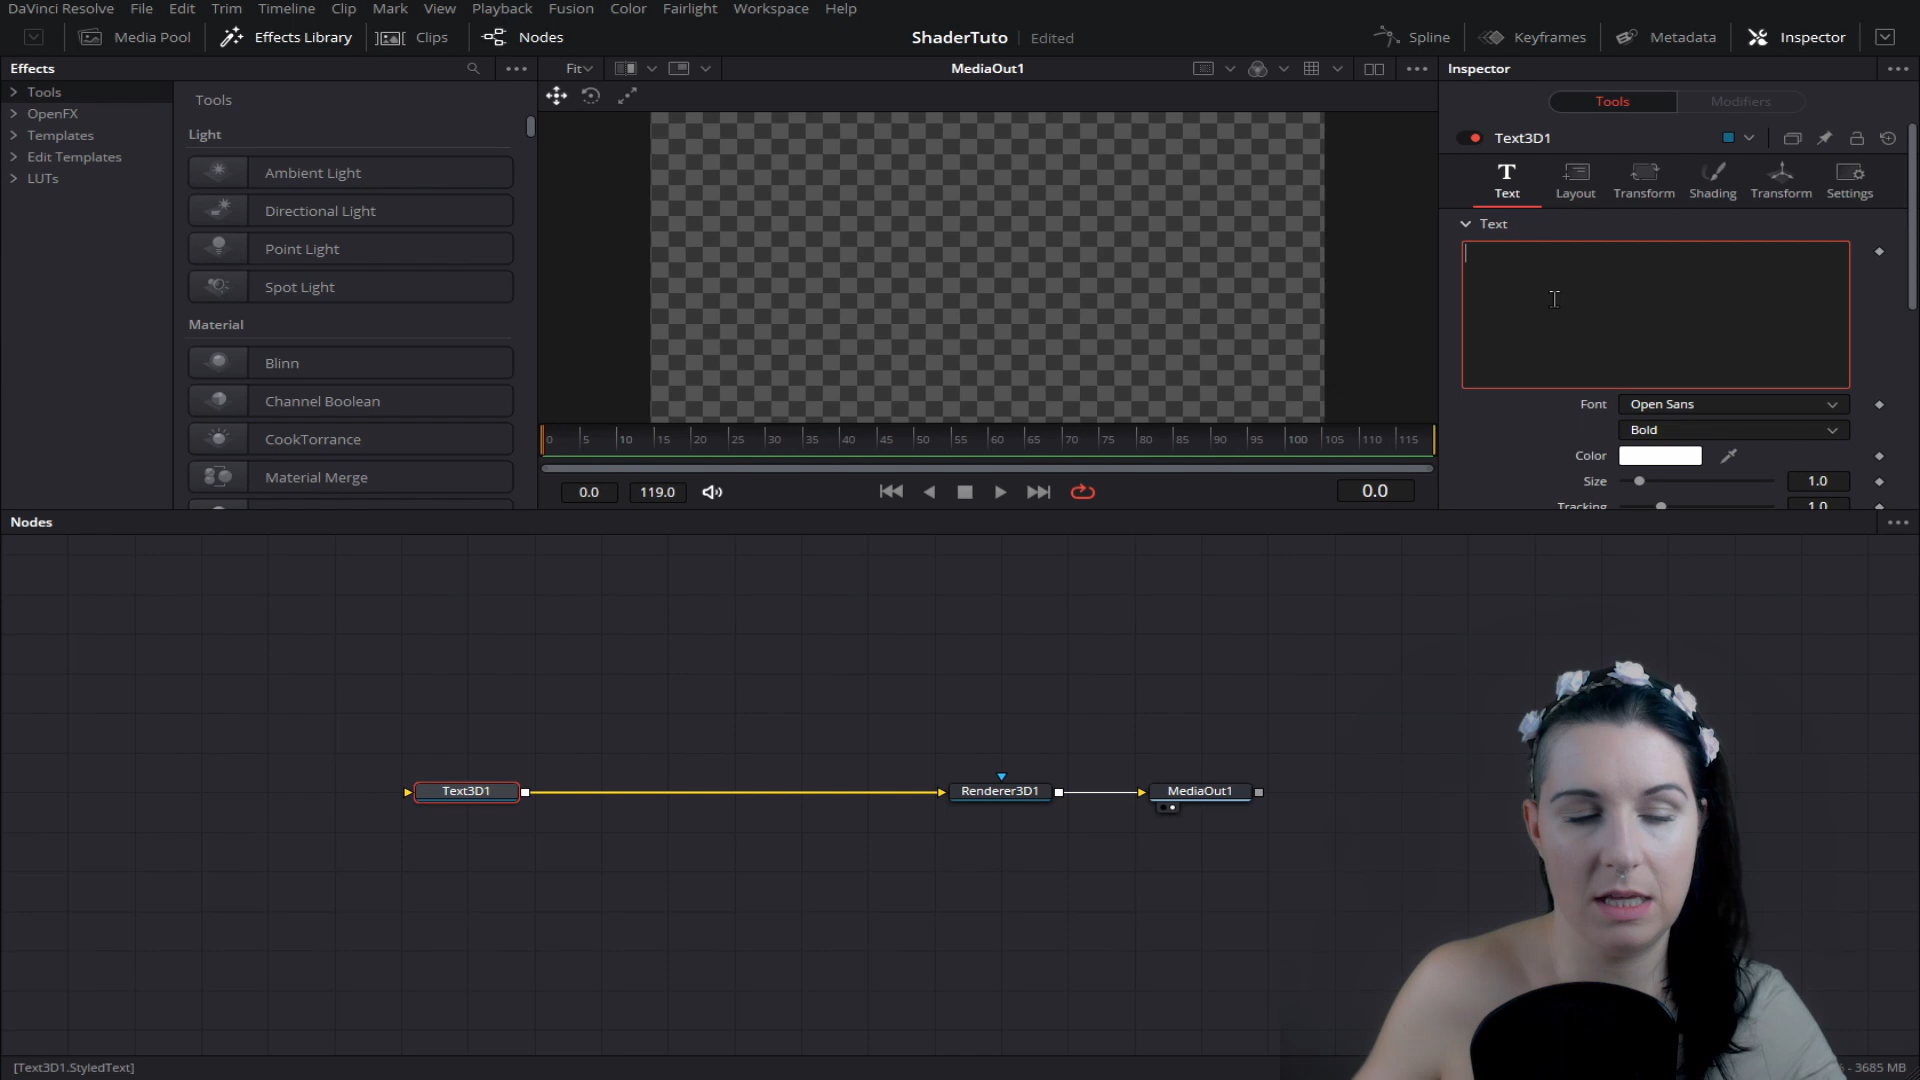 DaVinci Resolve File Edit Trim Timeline Clip Mark View Playback Fusion Color Fairlight Workspace Help
Media Pool Effects Library Clips Nodes ShaderTuto Edited Spline Keyframes Metadata Inspector
Effects Fit MediaOut1 Inspector
Tools
OpenFX
Templates
Edit Templates
LUTs
Tools
Light
Ambient Light
Directional Light
Point Light
Spot Light
Material
Blinn
Channel Boolean
CookTorrance
Material Merge
0 5 10 15 20 25 30 35 40 45 50 55 60 65 70 75 80 85 90 95 100 105 110 115
0.0 119.0 0.0
Tools Modifiers
Text3D1
T
Text Layout Transform Shading Transform Settings
Text
Font Open Sans
Bold
Color
Size 1.0
Tracking 1.0
Nodes
Text3D1 Renderer3D1 MediaOut1
[Text3D1.StyledText] - 3685 MB